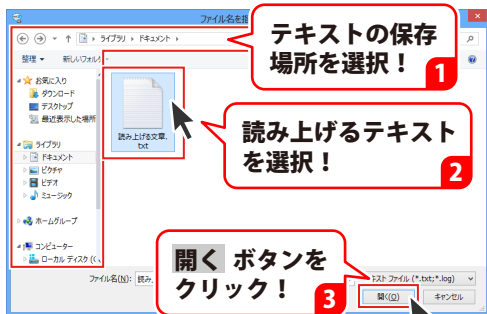 ファイル名を指
テキストの保存
場所を選択！
1
ライブラリ ▸ ドキュメント ▸
整理 ▾ 新しいフォルダ
お気に入り
ダウンロード
デスクトップ
最近表示した場所
ライブラリ
ドキュメント
ピクチャ
ビデオ
ミュージック
ホームグループ
コンピューター
ローカル ディスク (C
読み上げる文章.
txt
読み上げるテキスト
を選択！
2
開く ボタンを
クリック！
3
ファイル名(N): 読み
キスト ファイル (*.txt;*.log)
開く(O) キャンセル